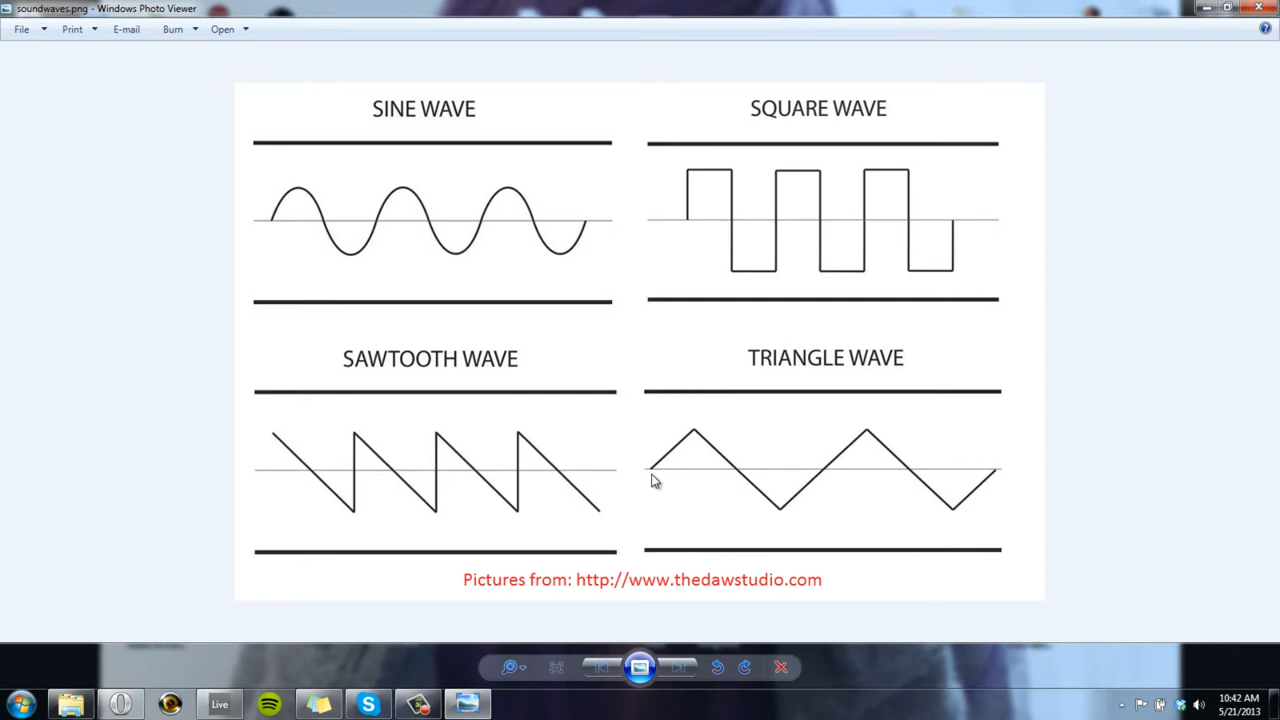 soundwaves.png - Windows Photo Viewer
File Print E-mail Burn Open
SINE WAVE
SQUARE WAVE
SAWTOOTH WAVE
TRIANGLE WAVE
Pictures from: http://www.thedawstudio.com
Live
10:42 AM
5/21/2013